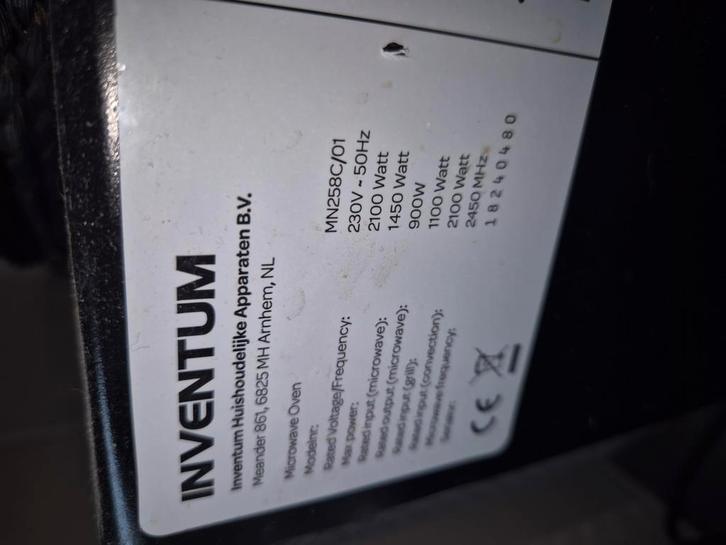 INVENTUM
Inventum Huishoudelijke Apparaten B.V.
Meander 861, 6825 MH Arnhem, NL
Microwave Oven
Modelnr.: MN258C/01
Rated Voltage/Frequency: 230V ~ 50Hz
Max power: 2100 Watt
Rated input (microwave): 1450 Watt
Rated output (microwave): 900W
Rated input (grill): 1100 Watt
Rated input (convection): 2100 Watt
Microwave frequency: 2450 MHz
Serialnr.: 18240480
CE